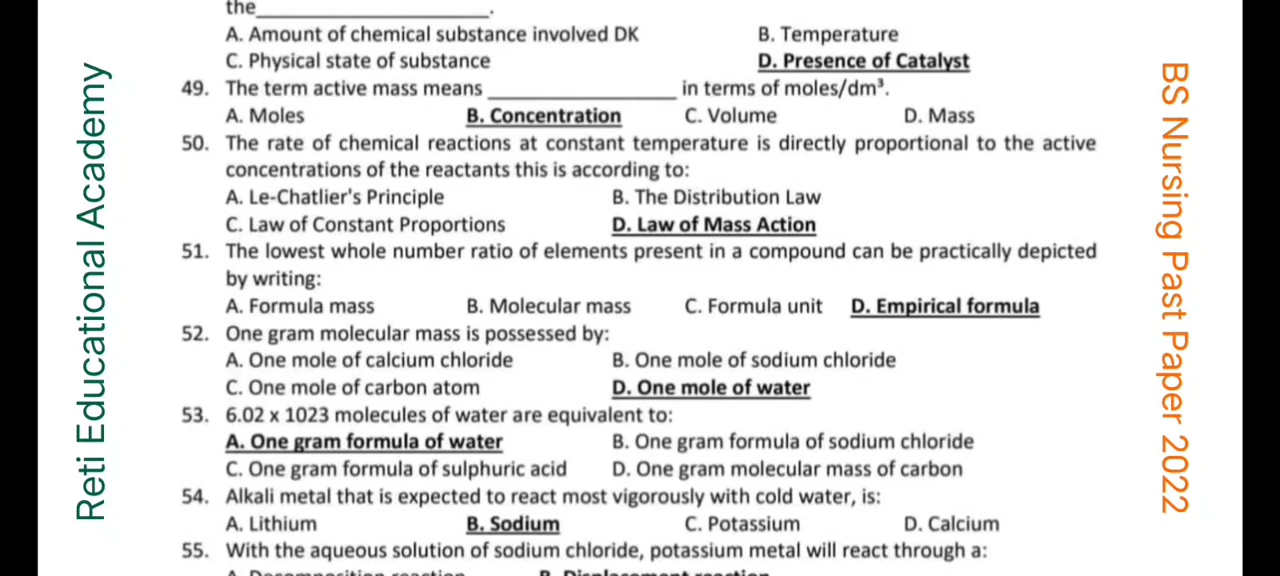 the_____________________.
A. Amount of chemical substance involved DK B. Temperature
C. Physical state of substance D. Presence of Catalyst
49. The term active mass means _________________ in terms of moles/dm³.
A. Moles B. Concentration C. Volume D. Mass
50. The rate of chemical reactions at constant temperature is directly proportional to the active
concentrations of the reactants this is according to:
A. Le-Chatlier's Principle B. The Distribution Law
C. Law of Constant Proportions D. Law of Mass Action
51. The lowest whole number ratio of elements present in a compound can be practically depicted
by writing:
A. Formula mass B. Molecular mass C. Formula unit D. Empirical formula
52. One gram molecular mass is possessed by:
A. One mole of calcium chloride B. One mole of sodium chloride
C. One mole of carbon atom D. One mole of water
53. 6.02 x 1023 molecules of water are equivalent to:
A. One gram formula of water B. One gram formula of sodium chloride
C. One gram formula of sulphuric acid D. One gram molecular mass of carbon
54. Alkali metal that is expected to react most vigorously with cold water, is:
A. Lithium B. Sodium C. Potassium D. Calcium
55. With the aqueous solution of sodium chloride, potassium metal will react through a:
A. Decomposition reaction B. Displacement reaction
Reti Educational Academy
BS Nursing Past Paper 2022